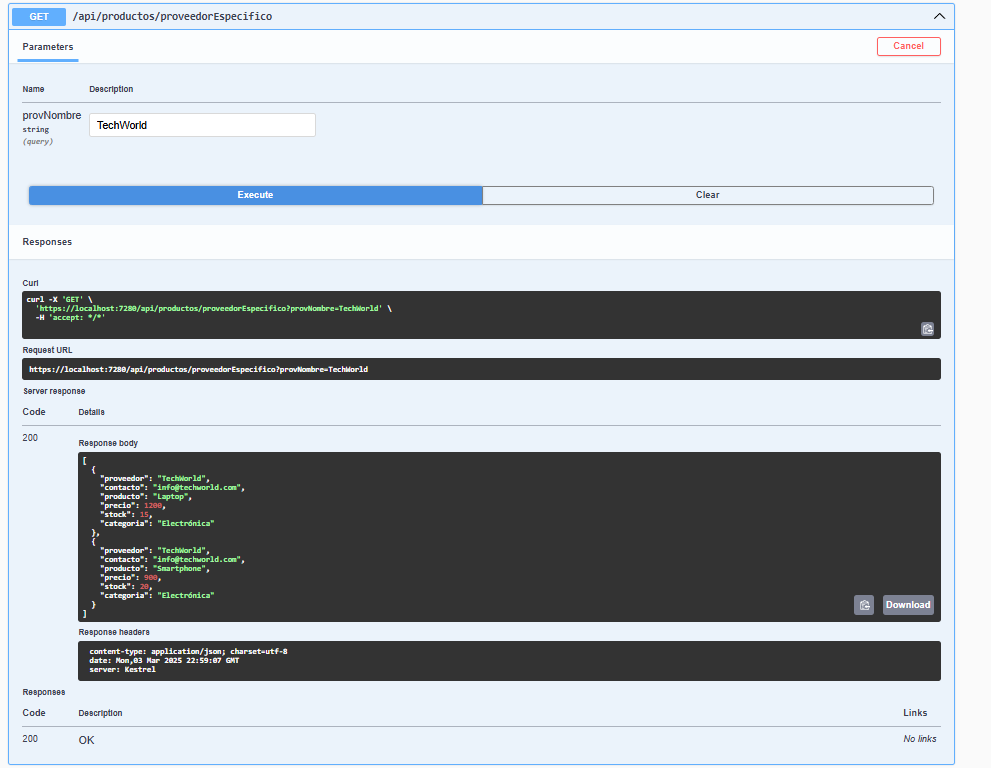 GET /api/productos/proveedorEspecifico
Parameters
Cancel
Name Description
provNombre
string
(query)
TechWorld
Execute
Clear
Responses
Curl
curl -X 'GET' \
'https://localhost:7280/api/productos/proveedorEspecifico?provNombre=TechWorld' \
-H 'accept: */*'
Request URL
https://localhost:7280/api/productos/proveedorEspecifico?provNombre=TechWorld
Server response
Code Details
200
Response body
[
{
"proveedor": "TechWorld",
"contacto": "info@techworld.com",
"producto": "Laptop",
"precio": 1200,
"stock": 15,
"categoria": "Electrónica"
},
{
"proveedor": "TechWorld",
"contacto": "info@techworld.com",
"producto": "Smartphone",
"precio": 900,
"stock": 20,
"categoria": "Electrónica"
}
]
Download
Response headers
content-type: application/json; charset=utf-8
date: Mon,03 Mar 2025 22:59:07 GMT
server: Kestrel
Responses
Code Description Links
200 OK No links